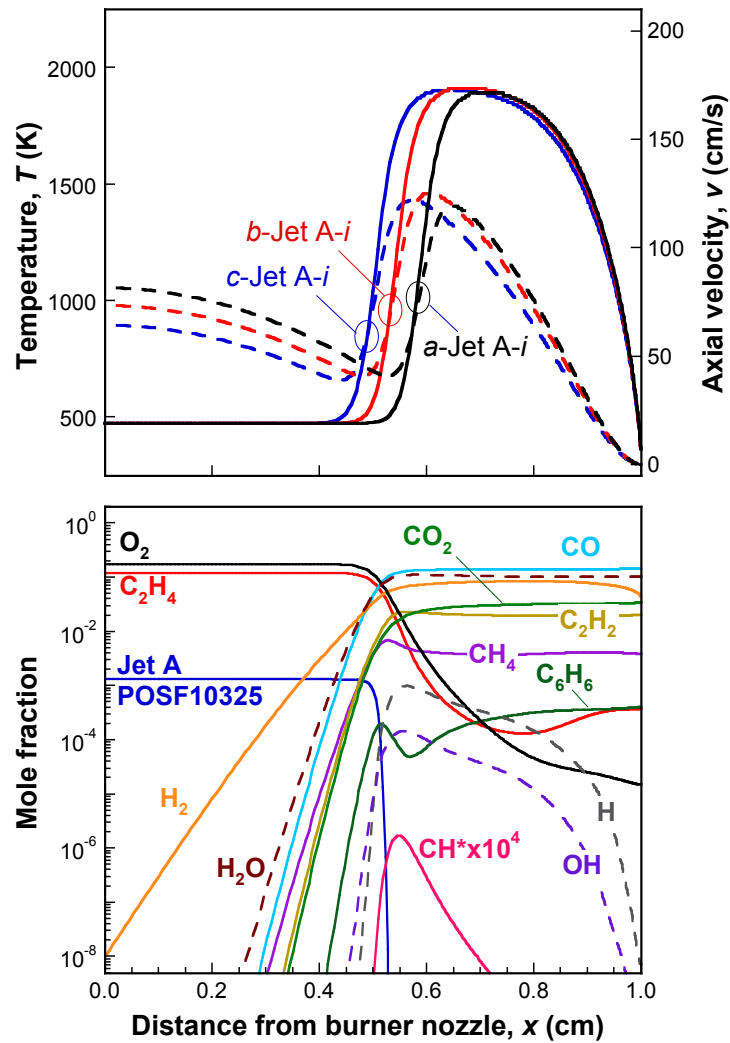 Temperature, T (K)
2000
1500
1000
500
200
150
100
50
0
Axial velocity, v (cm/s)
b-Jet A-i
c-Jet A-i
a-Jet A-i
Mole fraction
10⁰
10⁻²
10⁻⁴
10⁻⁶
10⁻⁸
O₂
CO₂
CO
C₂H₄
C₂H₂
Jet A
POSF10325
CH₄
C₆H₆
H₂
H
H₂O
CH*x10⁴
OH
0.0 0.2 0.4 0.6 0.8 1.0
Distance from burner nozzle, x (cm)